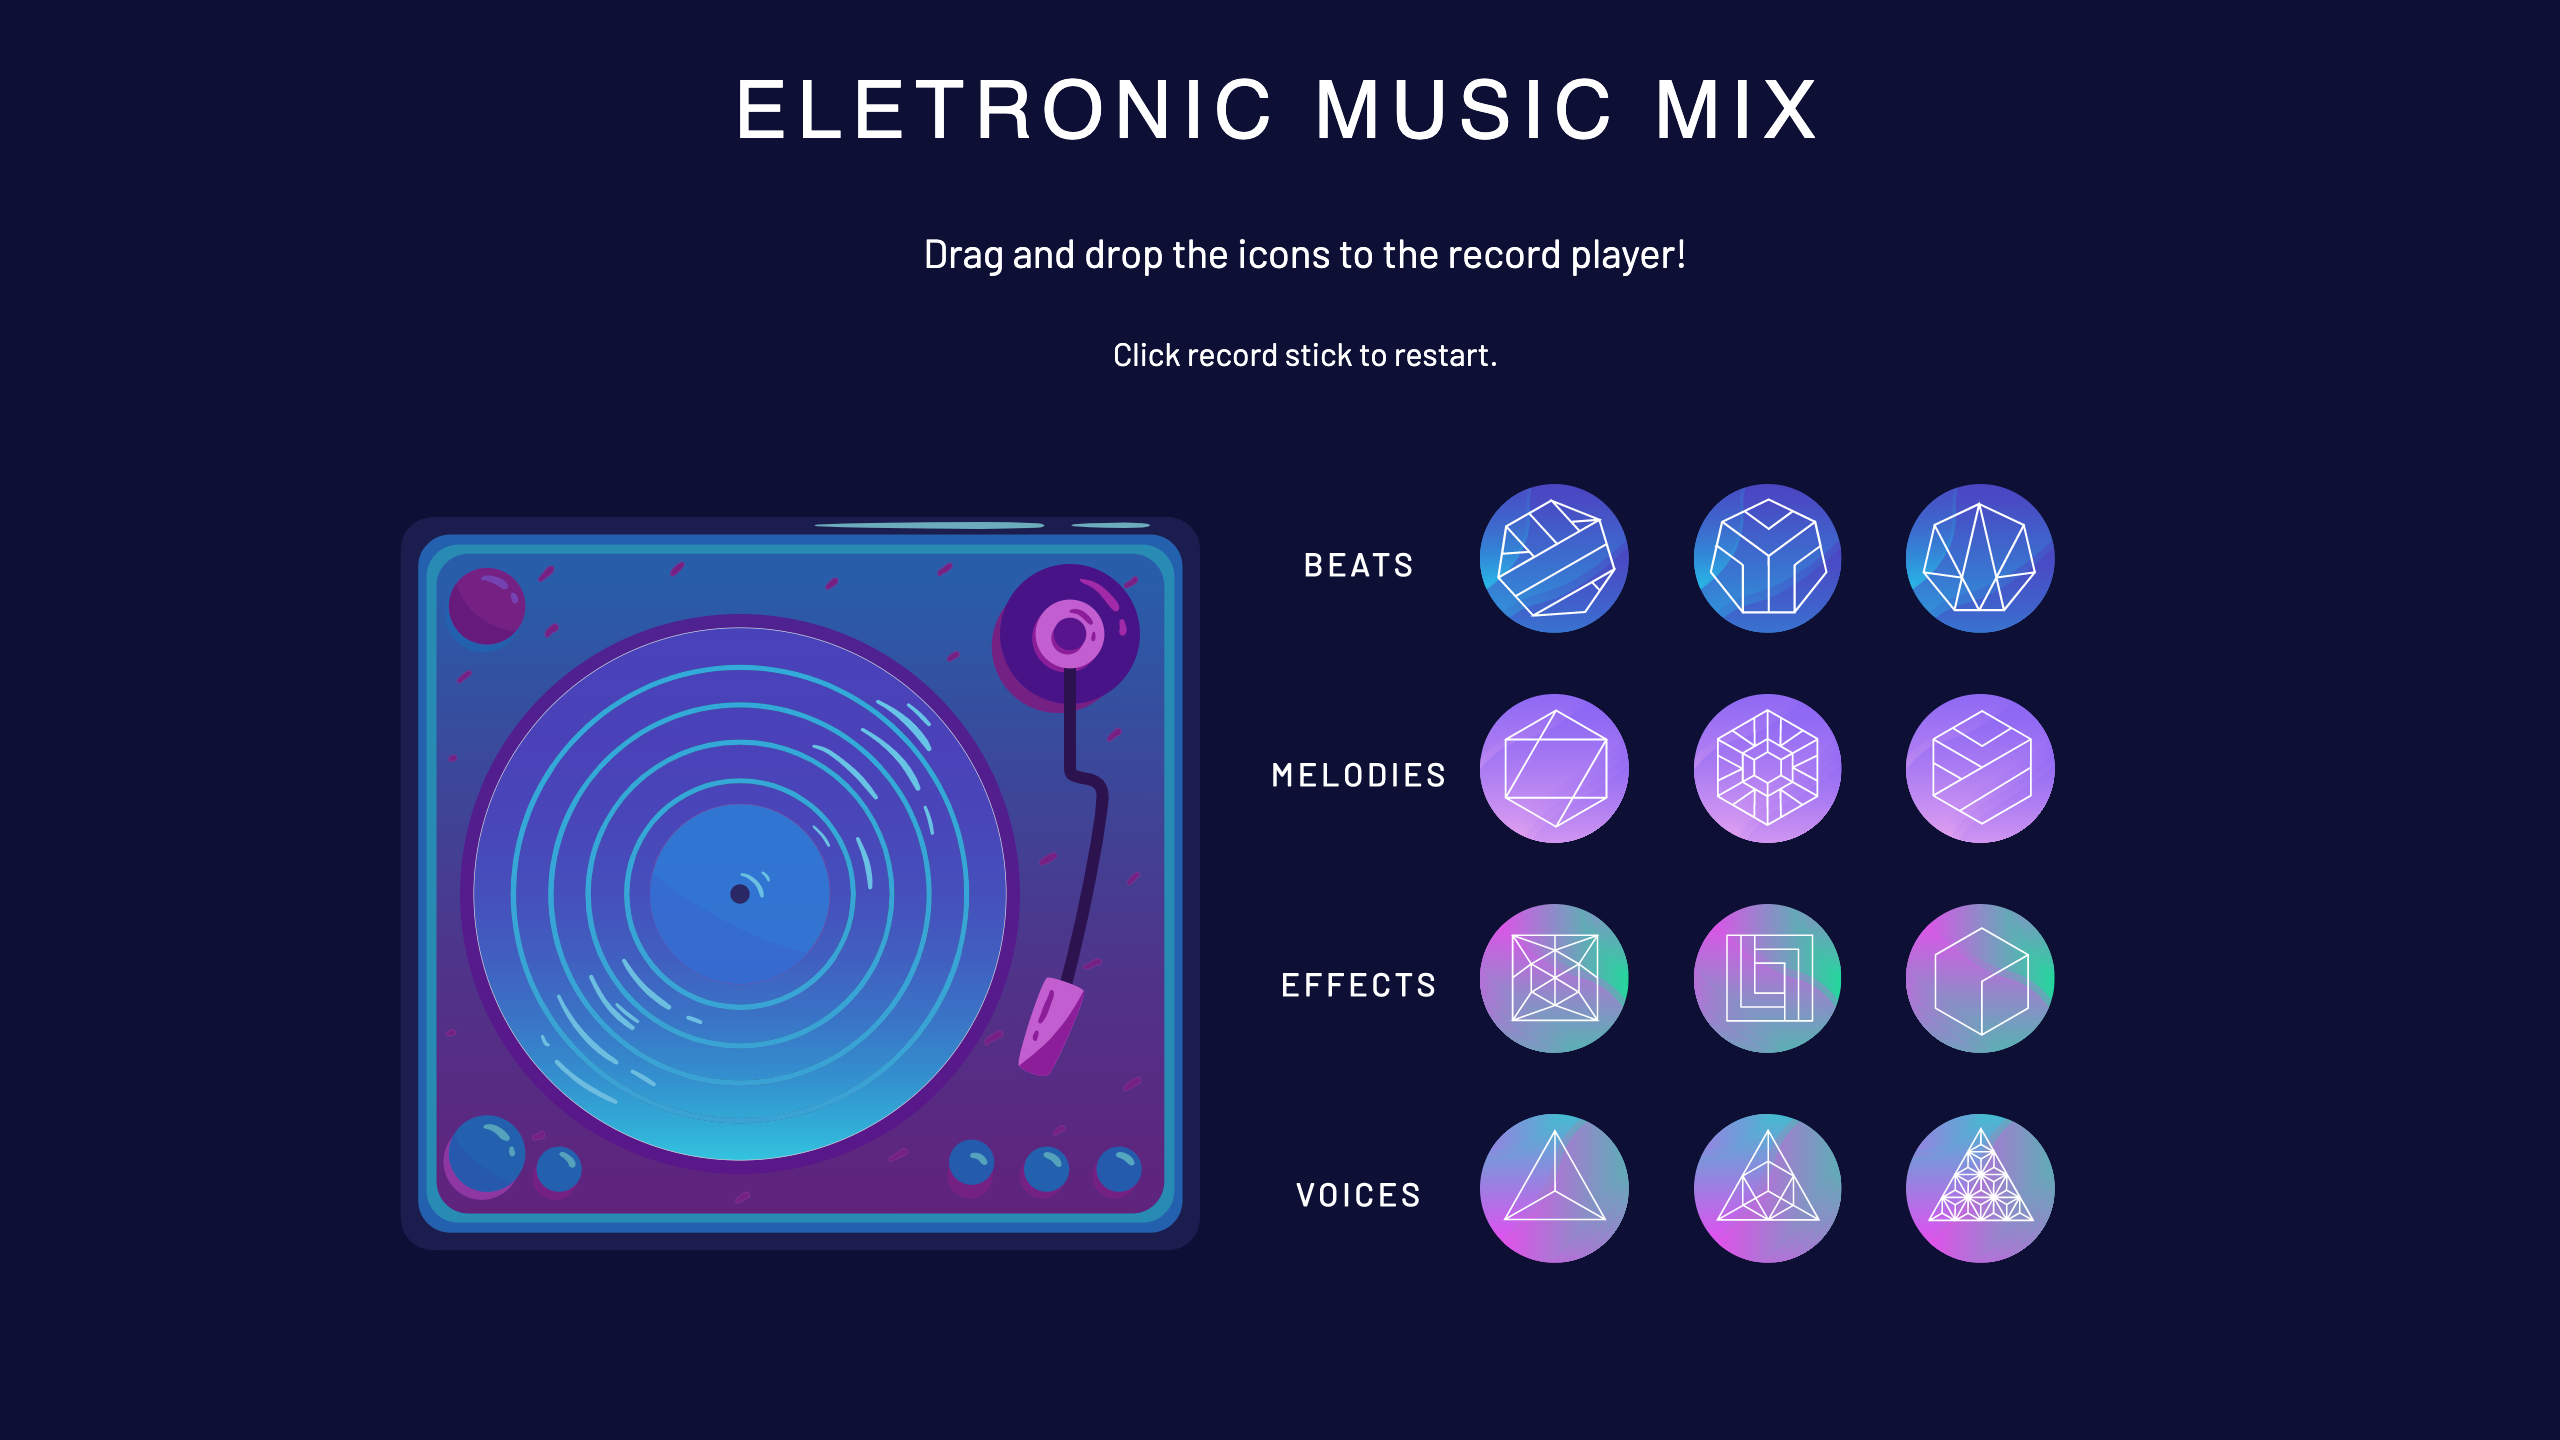 ELETRONIC MUSIC MIX
Drag and drop the icons to the record player!
Click record stick to restart.
BEATS
MELODIES
EFFECTS
VOICES